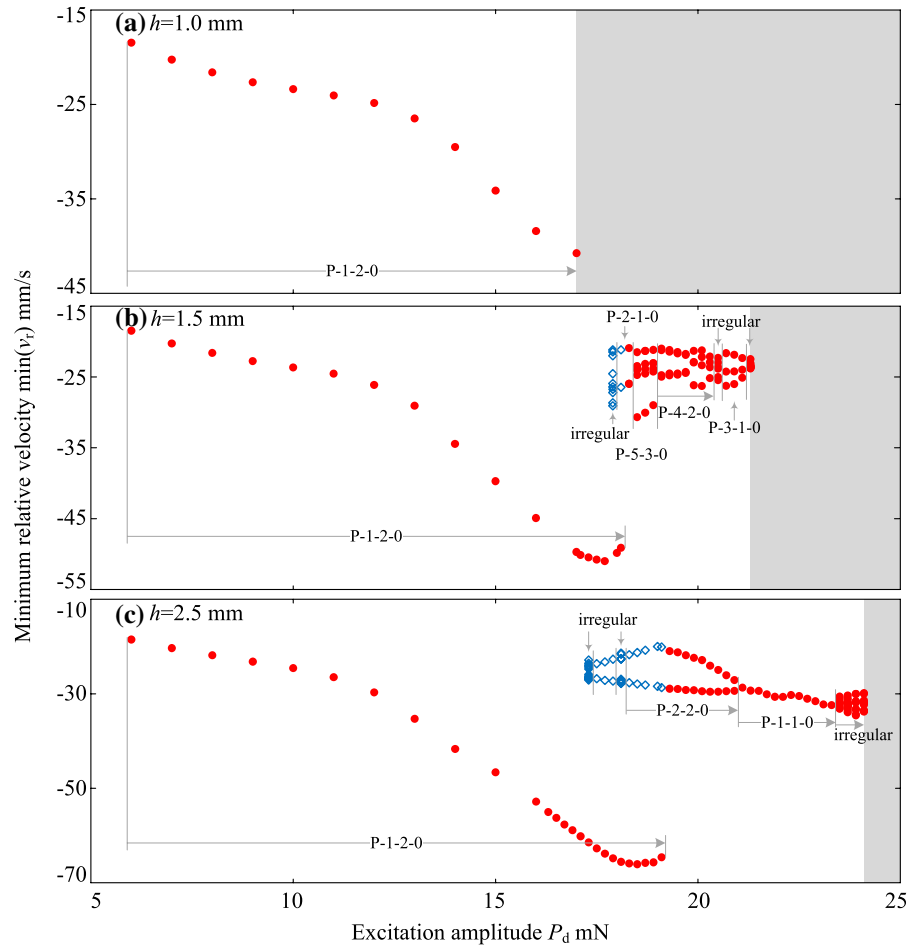 -15
(a) h=1.0 mm
-25
-35
P-1-2-0
-45
-15
(b) h=1.5 mm
P-2-1-0
irregular
-25
P-4-2-0
irregular
P-3-1-0
-35
P-5-3-0
-45
P-1-2-0
-55
-10
(c) h=2.5 mm
irregular
-30
P-2-2-0
P-1-1-0
irregular
-50
P-1-2-0
-70
5
10
15
20
25
Excitation amplitude Pd mN
Minimum relative velocity min(vr) mm/s